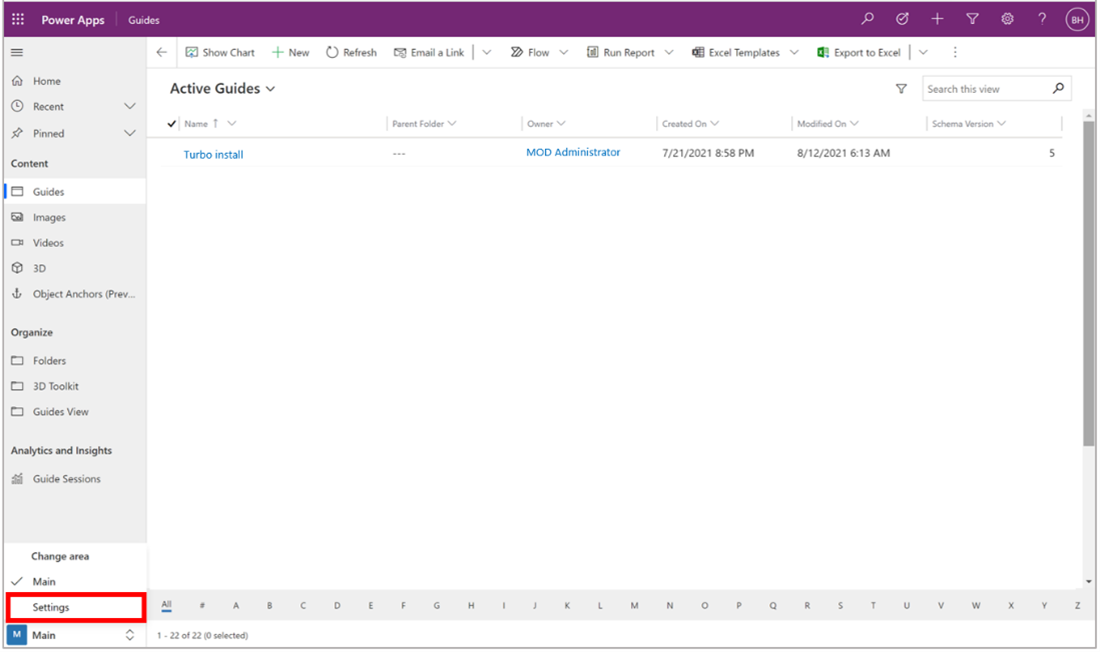 Power Apps Guides BH
Show Chart New Refresh Email a Link Flow Run Report Excel Templates Export to Excel
Home
Recent
Pinned
Content
Guides
Images
Videos
3D
Object Anchors (Prev...
Organize
Folders
3D Toolkit
Guides View
Analytics and Insights
Guide Sessions
Change area
Main
Settings
M Main
Active Guides Search this view
Name ↑ Parent Folder Owner Created On Modified On Schema Version
Turbo install --- MOD Administrator 7/21/2021 8:58 PM 8/12/2021 6:13 AM 5
All # A B C D E F G H I J K L M N O P Q R S T U V W X Y Z
1 - 22 of 22 (0 selected)